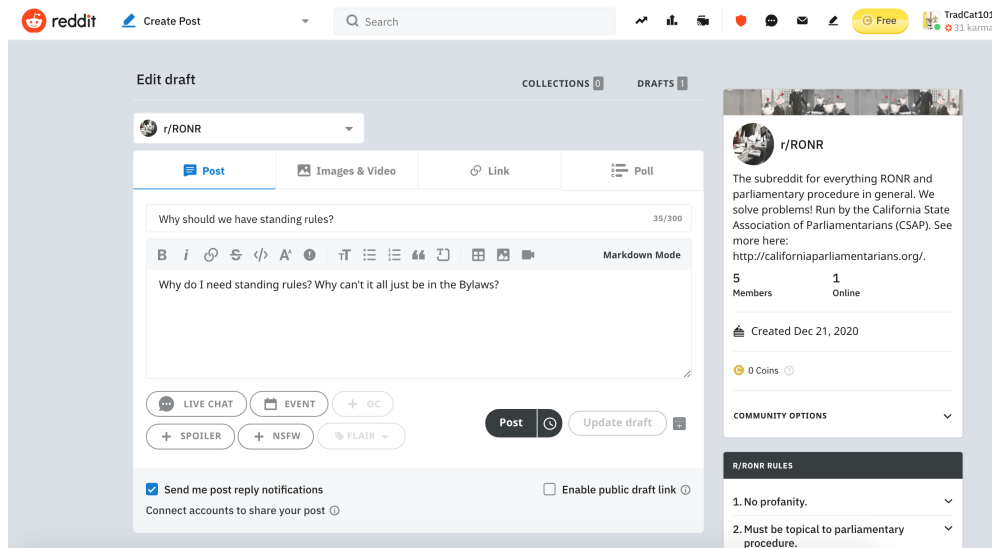 reddit
Create Post
Search
Free
TradCat101
31 karma
Edit draft
COLLECTIONS 0
DRAFTS 1
r/RONR
Post
Images & Video
Link
Poll
Why should we have standing rules?
35/300
Markdown Mode
Why do I need standing rules? Why can't it all just be in the Bylaws?
LIVE CHAT
EVENT
OC
SPOILER
NSFW
FLAIR
Post
Update draft
Send me post reply notifications
Enable public draft link
Connect accounts to share your post
r/RONR
The subreddit for everything RONR and
parliamentary procedure in general. We
solve problems! Run by the California State
Association of Parliamentarians (CSAP). See
more here:
http://californiaparliamentarians.org/.
5
Members
1
Online
Created Dec 21, 2020
0 Coins
COMMUNITY OPTIONS
R/RONR RULES
1. No profanity.
2. Must be topical to parliamentary
procedure.